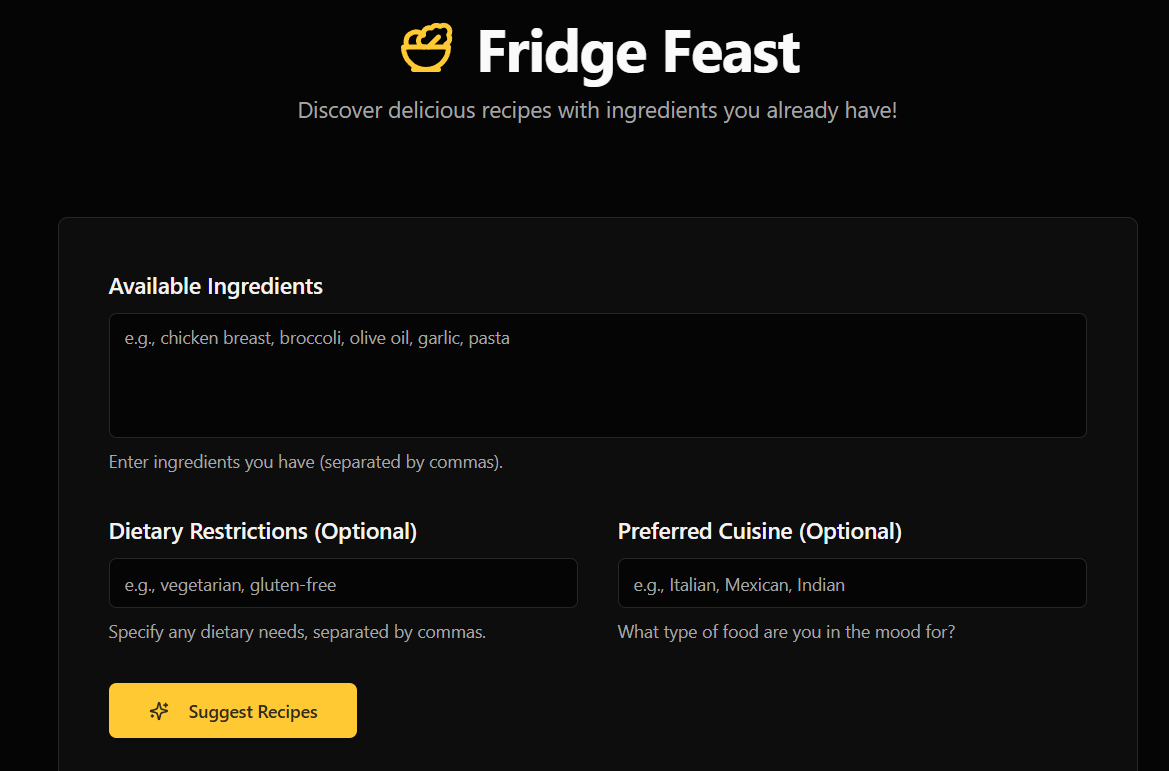 Fridge Feast
Discover delicious recipes with ingredients you already have!
Available Ingredients
e.g., chicken breast, broccoli, olive oil, garlic, pasta
Enter ingredients you have (separated by commas).
Dietary Restrictions (Optional)
e.g., vegetarian, gluten-free
Specify any dietary needs, separated by commas.
Preferred Cuisine (Optional)
e.g., Italian, Mexican, Indian
What type of food are you in the mood for?
Suggest Recipes